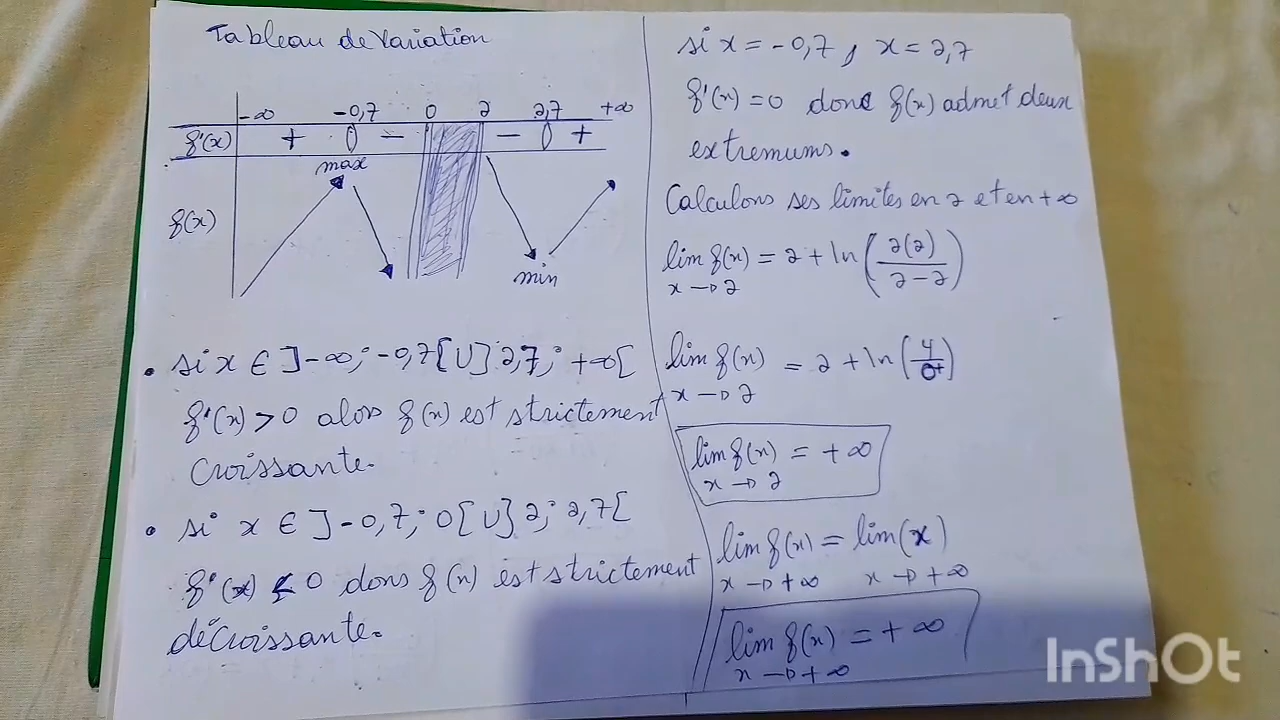 Tableau de Variation
-∞ -0,7 0 2 2,7 +∞
f'(x) + 0 - - 0 +
max
f(x)
min
• si x ∈ ]-∞; -0,7[ U ] 2,7; +∞[
f'(x) > 0 alors f(x) est strictement
croissante.
• si x ∈ ]-0,7; 0[ U ] 2; 2,7[
f'(x) < 0 dons f(x) est strictement
décroissante.
si x = -0,7, x = 2,7
f'(x) = 0 donc f(x) admet deux
extremums.
Calculons ses limites en 2 et en +∞
lim f(x) = 2 + ln(2(2)/(2-2))
x→2
lim f(x) = 2 + ln(4/0⁺)
x→2
lim f(x) = +∞
x→2
lim f(x) = lim(x)
x→+∞ x→+∞
lim f(x) = +∞
x→+∞
InShOt